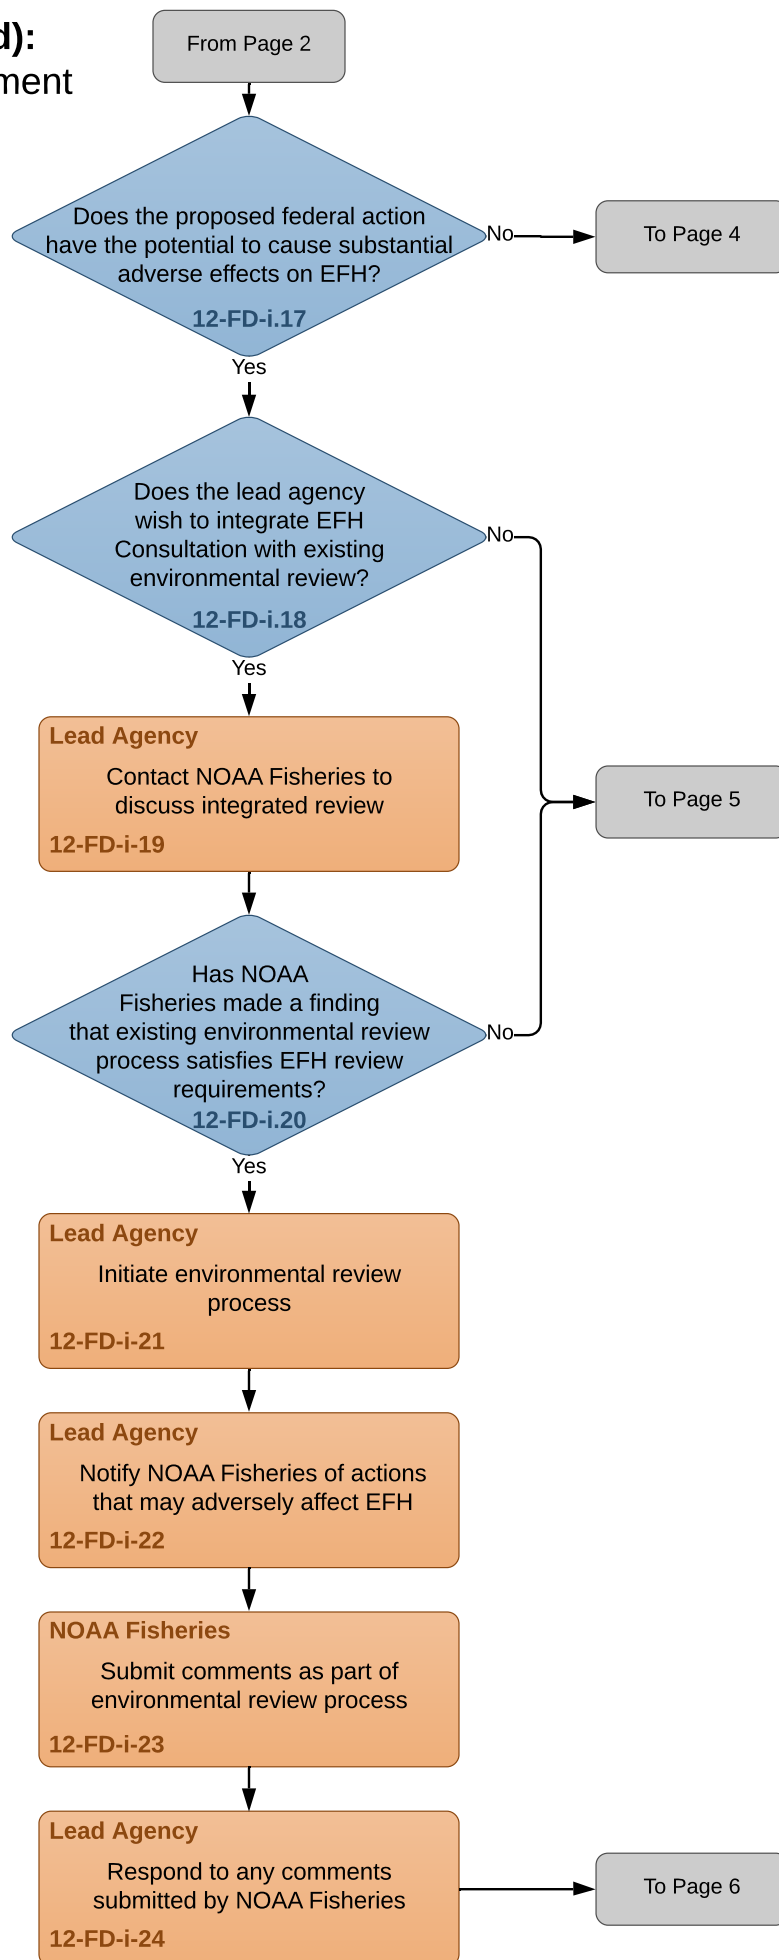 d):
ment
From Page 2
Does the proposed federal action
have the potential to cause substantial
adverse effects on EFH?
12-FD-i.17
No
To Page 4
Yes
Does the lead agency
wish to integrate EFH
Consultation with existing
environmental review?
12-FD-i.18
No
Yes
Lead Agency
Contact NOAA Fisheries to
discuss integrated review
12-FD-i-19
To Page 5
Has NOAA
Fisheries made a finding
that existing environmental review
process satisfies EFH review
requirements?
12-FD-i.20
No
Yes
Lead Agency
Initiate environmental review
process
12-FD-i-21
Lead Agency
Notify NOAA Fisheries of actions
that may adversely affect EFH
12-FD-i-22
NOAA Fisheries
Submit comments as part of
environmental review process
12-FD-i-23
Lead Agency
Respond to any comments
submitted by NOAA Fisheries
12-FD-i-24
To Page 6